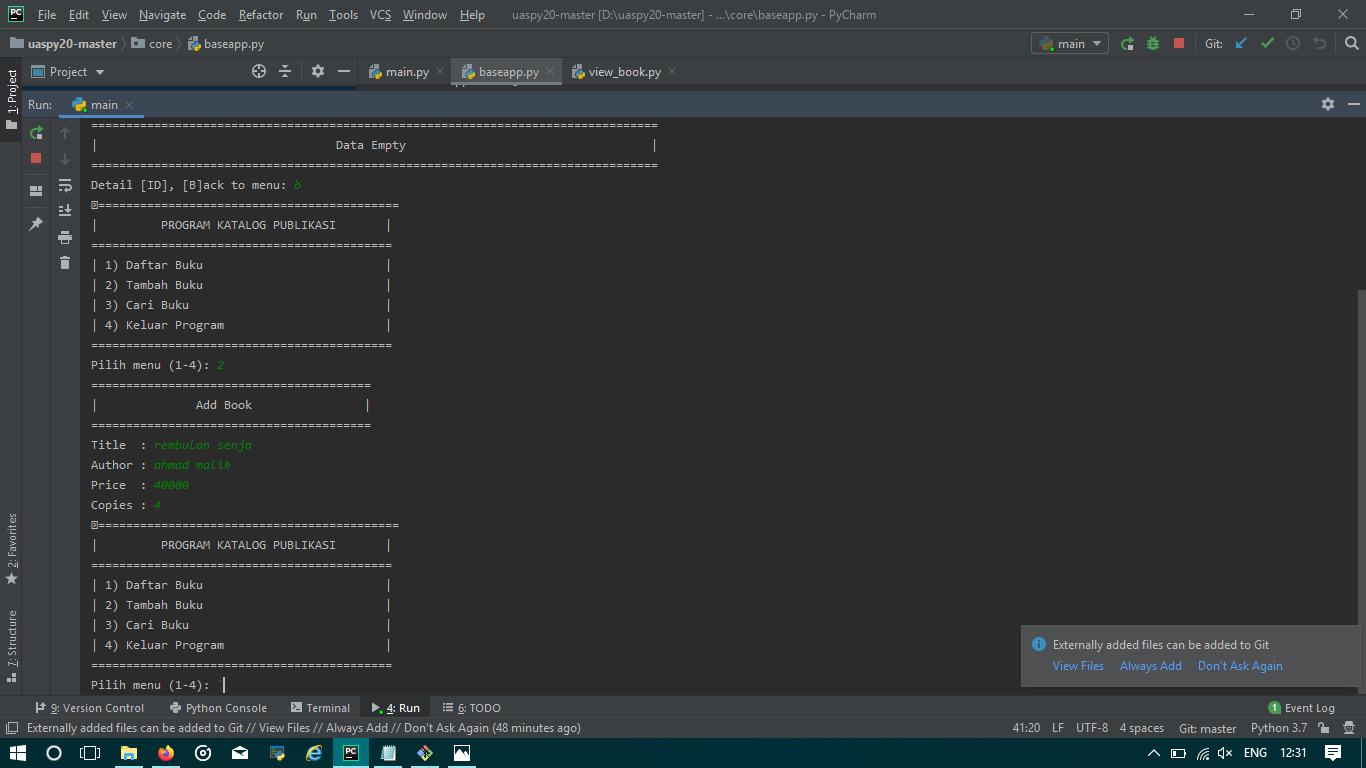 PC File Edit View Navigate Code Refactor Run Tools VCS Window Help uaspy20-master [D:\uaspy20-master] - ...\core\baseapp.py - PyCharm
uaspy20-master core baseapp.py main Git:
1: Project Project main.py baseapp.py view_book.py
Run: main
=================================================================================
| Data Empty |
=================================================================================
Detail [ID], [B]ack to menu: b
===========================================
| PROGRAM KATALOG PUBLIKASI |
===========================================
| 1) Daftar Buku |
| 2) Tambah Buku |
| 3) Cari Buku |
| 4) Keluar Program |
===========================================
Pilih menu (1-4): 2
========================================
| Add Book |
========================================
Title : rembulan senja
Author : ahmad malik
Price : 40000
Copies : 4
===========================================
| PROGRAM KATALOG PUBLIKASI |
===========================================
| 1) Daftar Buku |
| 2) Tambah Buku |
| 3) Cari Buku |
| 4) Keluar Program |
===========================================
Pilih menu (1-4):
2: Favorites
7: Structure
Externally added files can be added to Git
View Files Always Add Don't Ask Again
9: Version Control Python Console Terminal 4: Run 6: TODO 1 Event Log
Externally added files can be added to Git // View Files // Always Add // Don't Ask Again (48 minutes ago) 41:20 LF UTF-8 4 spaces Git: master Python 3.7
PC ENG 12:31